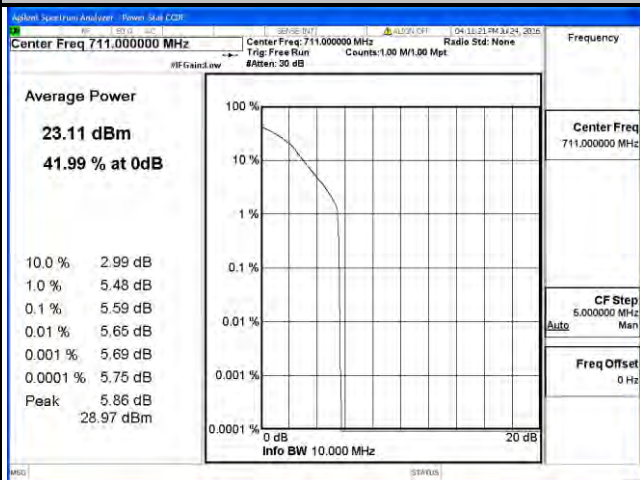 Agilent Spectrum Analyzer - Power Stat CCDF
RF 50 Ω AC SENSE:INT ALIGN OFF 04:11:21 PM Jul 24, 2016
Center Freq 711.000000 MHz
Center Freq: 711.000000 MHz Radio Std: None
Trig: Free Run Counts:1.00 M/1.00 Mpt
#IFGain:Low #Atten: 30 dB
Frequency
Average Power
23.11 dBm
41.99 % at 0dB
10.0 % 2.99 dB
1.0 % 5.48 dB
0.1 % 5.59 dB
0.01 % 5.65 dB
0.001 % 5.69 dB
0.0001 % 5.75 dB
Peak 5.86 dB
28.97 dBm
100 %
10 %
1 %
0.1 %
0.01 %
0.001 %
0.0001 %
0 dB 20 dB
Info BW 10.000 MHz
Center Freq
711.000000 MHz
CF Step
5.000000 MHz
Auto Man
Freq Offset
0 Hz
MSG STATUS